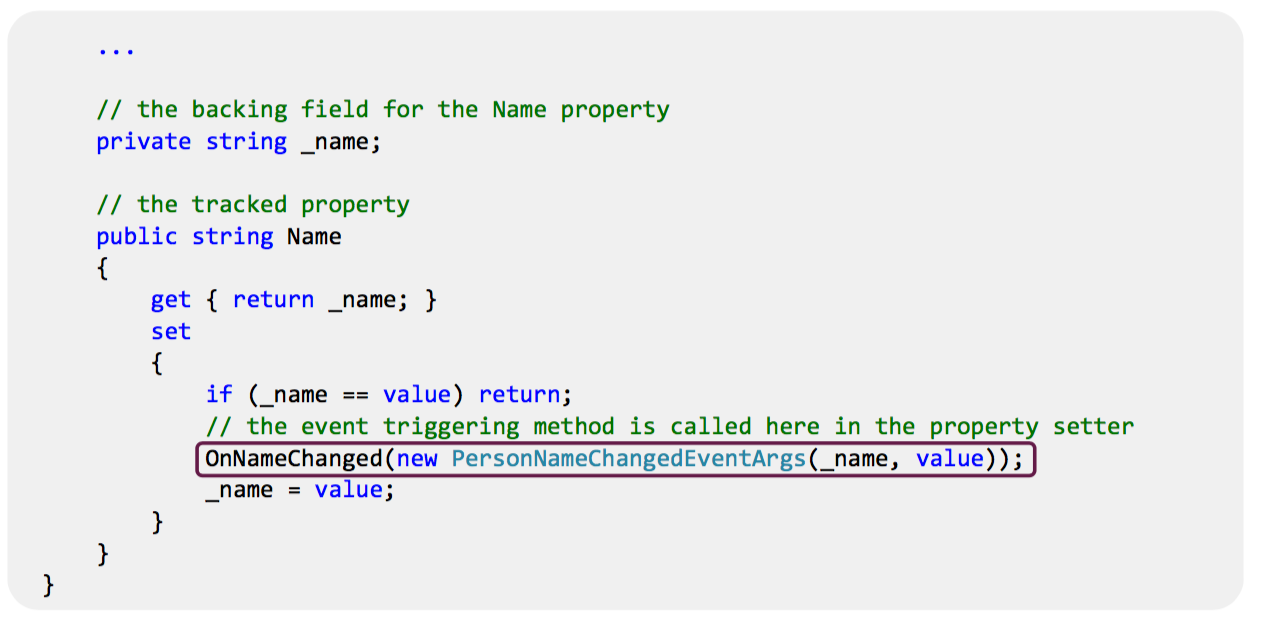 ...
// the backing field for the Name property
private string _name;
// the tracked property
public string Name
{
get { return _name; }
set
{
if (_name == value) return;
// the event triggering method is called here in the property setter
OnNameChanged(new PersonNameChangedEventArgs(_name, value));
_name = value;
}
}
}